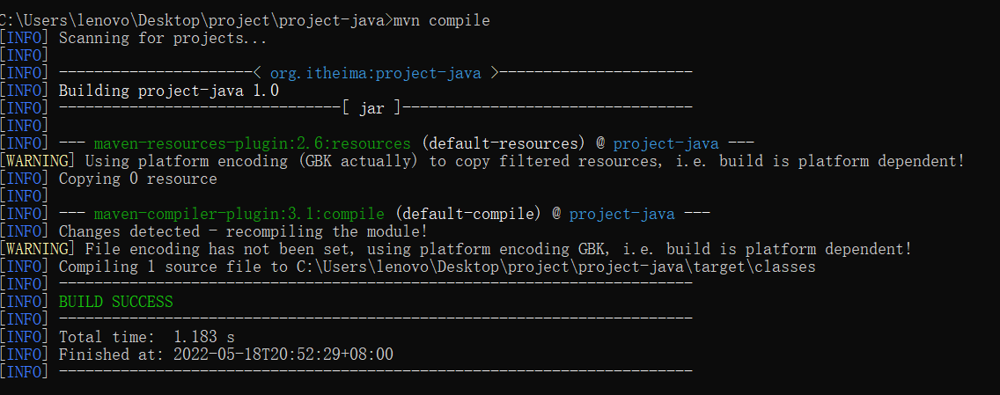 C:\Users\lenovo\Desktop\project\project-java>mvn compile
[INFO] Scanning for projects...
[INFO]
[INFO] ----------------------< org.itheima:project-java >----------------------
[INFO] Building project-java 1.0
[INFO] --------------------------------[ jar ]---------------------------------
[INFO]
[INFO] --- maven-resources-plugin:2.6:resources (default-resources) @ project-java ---
[WARNING] Using platform encoding (GBK actually) to copy filtered resources, i.e. build is platform dependent!
[INFO] Copying 0 resource
[INFO]
[INFO] --- maven-compiler-plugin:3.1:compile (default-compile) @ project-java ---
[INFO] Changes detected - recompiling the module!
[WARNING] File encoding has not been set, using platform encoding GBK, i.e. build is platform dependent!
[INFO] Compiling 1 source file to C:\Users\lenovo\Desktop\project\project-java\target\classes
[INFO] ------------------------------------------------------------------------
[INFO] BUILD SUCCESS
[INFO] ------------------------------------------------------------------------
[INFO] Total time:  1.183 s
[INFO] Finished at: 2022-05-18T20:52:29+08:00
[INFO] ------------------------------------------------------------------------